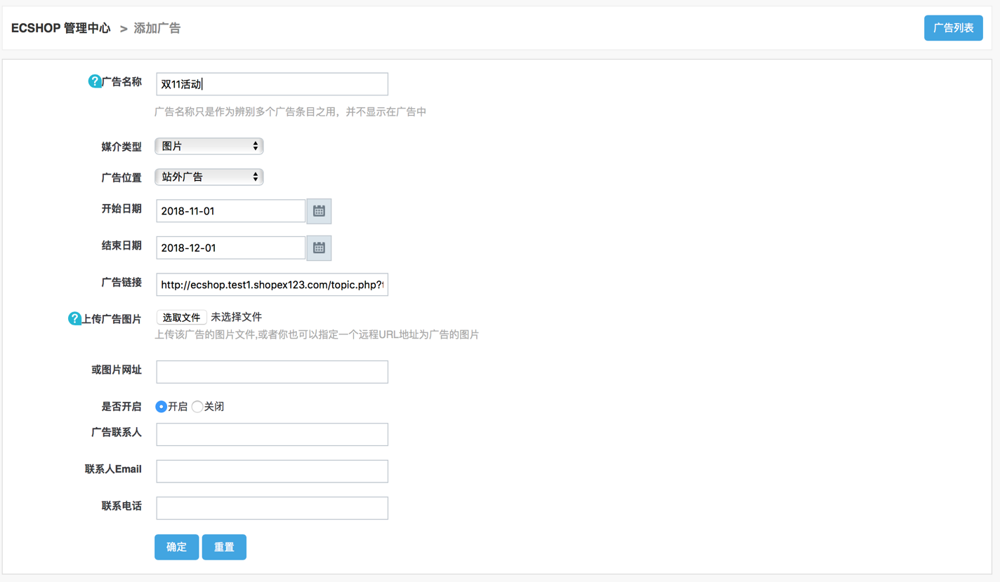 ECSHOP 管理中心 > 添加广告
广告列表
?广告名称 双11活动
广告名称只是作为辨别多个广告条目之用，并不显示在广告中
媒介类型 图片
广告位置 站外广告
开始日期 2018-11-01
结束日期 2018-12-01
广告链接 http://ecshop.test1.shopex123.com/topic.php?
?上传广告图片 选取文件 未选择文件
上传该广告的图片文件,或者你也可以指定一个远程URL地址为广告的图片
或图片网址
是否开启 开启 关闭
广告联系人
联系人Email
联系电话
确定 重置